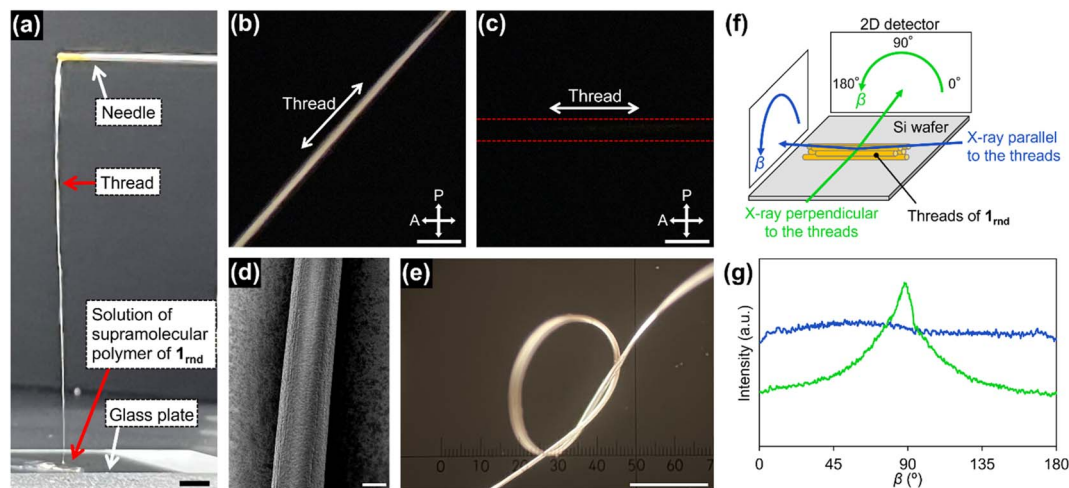 (a)
Needle
Thread
Solution of
supramolecular
polymer of 1rnd
Glass plate
(b)
Thread
P
A
(c)
Thread
P
A
(d)
(e)
0 10 20 30 40 50 60 70
(f)
2D detector
90°
180°
0°
β
β
Si wafer
X-ray parallel
to the threads
X-ray perpendicular
to the threads
Threads of 1rnd
(g)
Intensity (a.u.)
0 45 90 135 180
β (º)